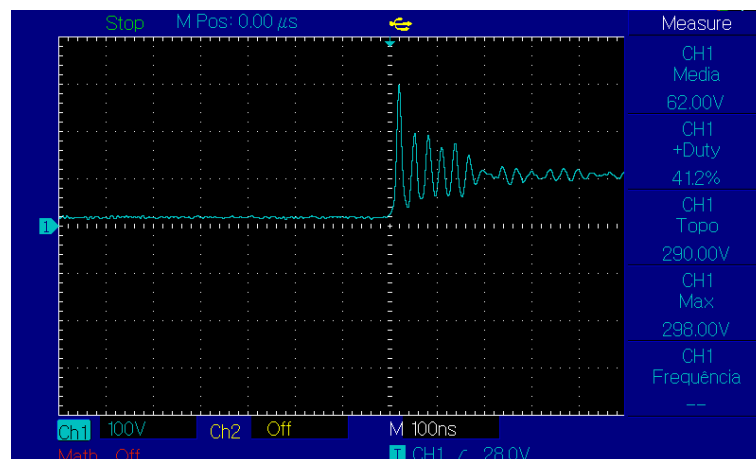 Stop M Pos: 0.00 µs Measure
CH1
Media
62.00V
CH1
+Duty
41.2%
CH1
Topo
290.00V
CH1
Max
298.00V
CH1
Frequência
--
1
Ch1 100V Ch2 Off M 100ns
Math Off T CH1 28.0V